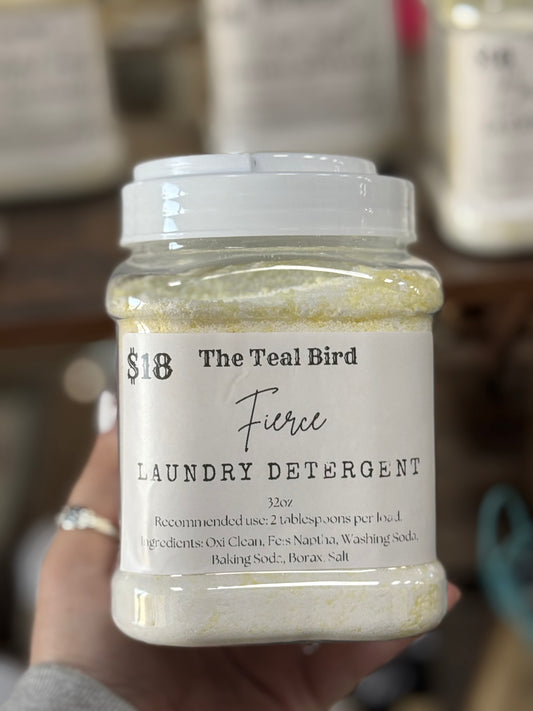 $18 The Teal Bird
Fierce
LAUNDRY DETERGENT
32oz
Recommended use: 2 tablespoons per load.
Ingredients: Oxi Clean, Fels Naptha, Washing Soda,
Baking Soda, Borax, Salt